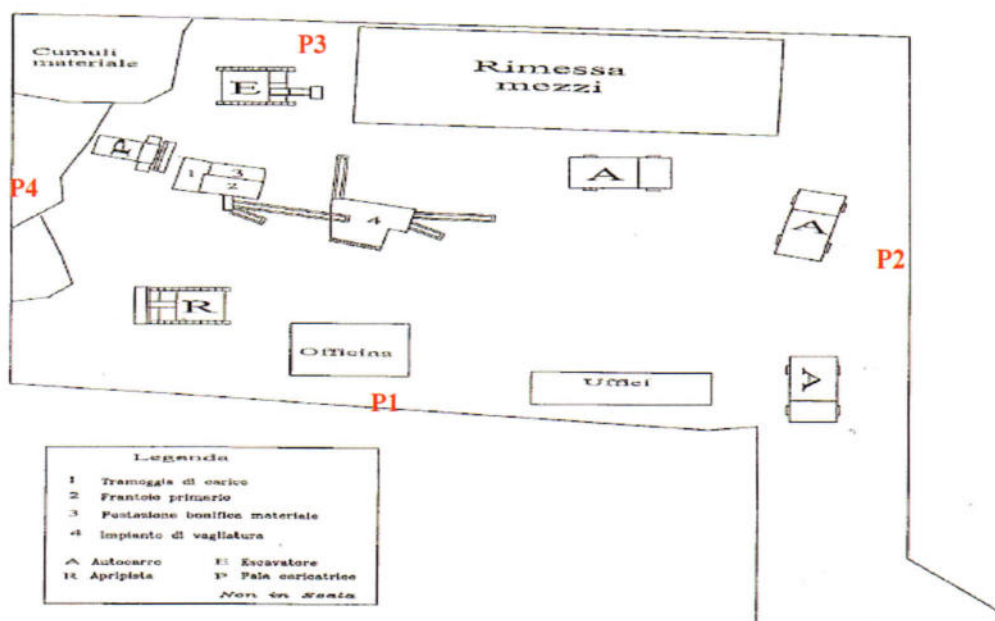 P3
Cumuli
materiale
E
Rimessa
mezzi
P
1
3
2
A
P4
4
A
P2
R
Officina
Uffici
A
P1
Leganda
1 Tramoggia di carico
2 Frantoio primario
3 Postazione bonifica materiale
4 Impianto di vagliatura
A Autocarro E Escavatore
R Apripista P Pala caricatrice
Non in scala